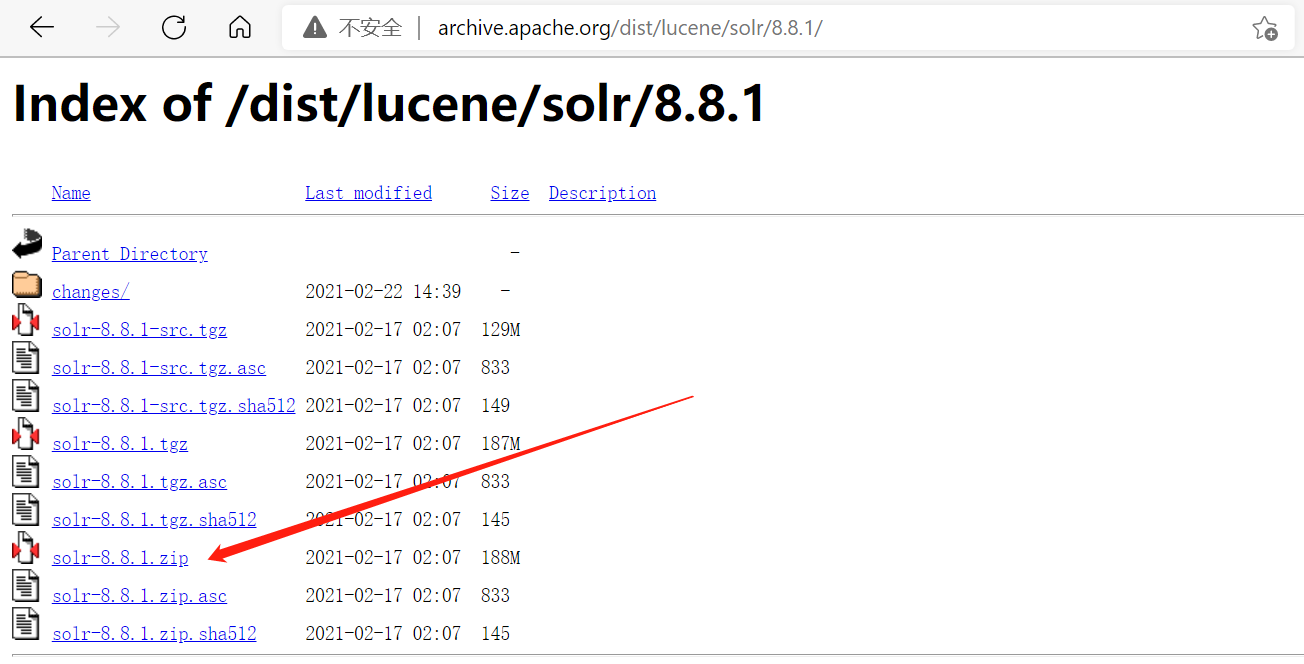 不安全 | archive.apache.org/dist/lucene/solr/8.8.1/
Index of /dist/lucene/solr/8.8.1
Name Last modified Size Description
Parent Directory -
changes/ 2021-02-22 14:39 -
solr-8.8.1-src.tgz 2021-02-17 02:07 129M
solr-8.8.1-src.tgz.asc 2021-02-17 02:07 833
solr-8.8.1-src.tgz.sha512 2021-02-17 02:07 149
solr-8.8.1.tgz 2021-02-17 02:07 187M
solr-8.8.1.tgz.asc 2021-02-17 02:07 833
solr-8.8.1.tgz.sha512 2021-02-17 02:07 145
solr-8.8.1.zip 2021-02-17 02:07 188M
solr-8.8.1.zip.asc 2021-02-17 02:07 833
solr-8.8.1.zip.sha512 2021-02-17 02:07 145